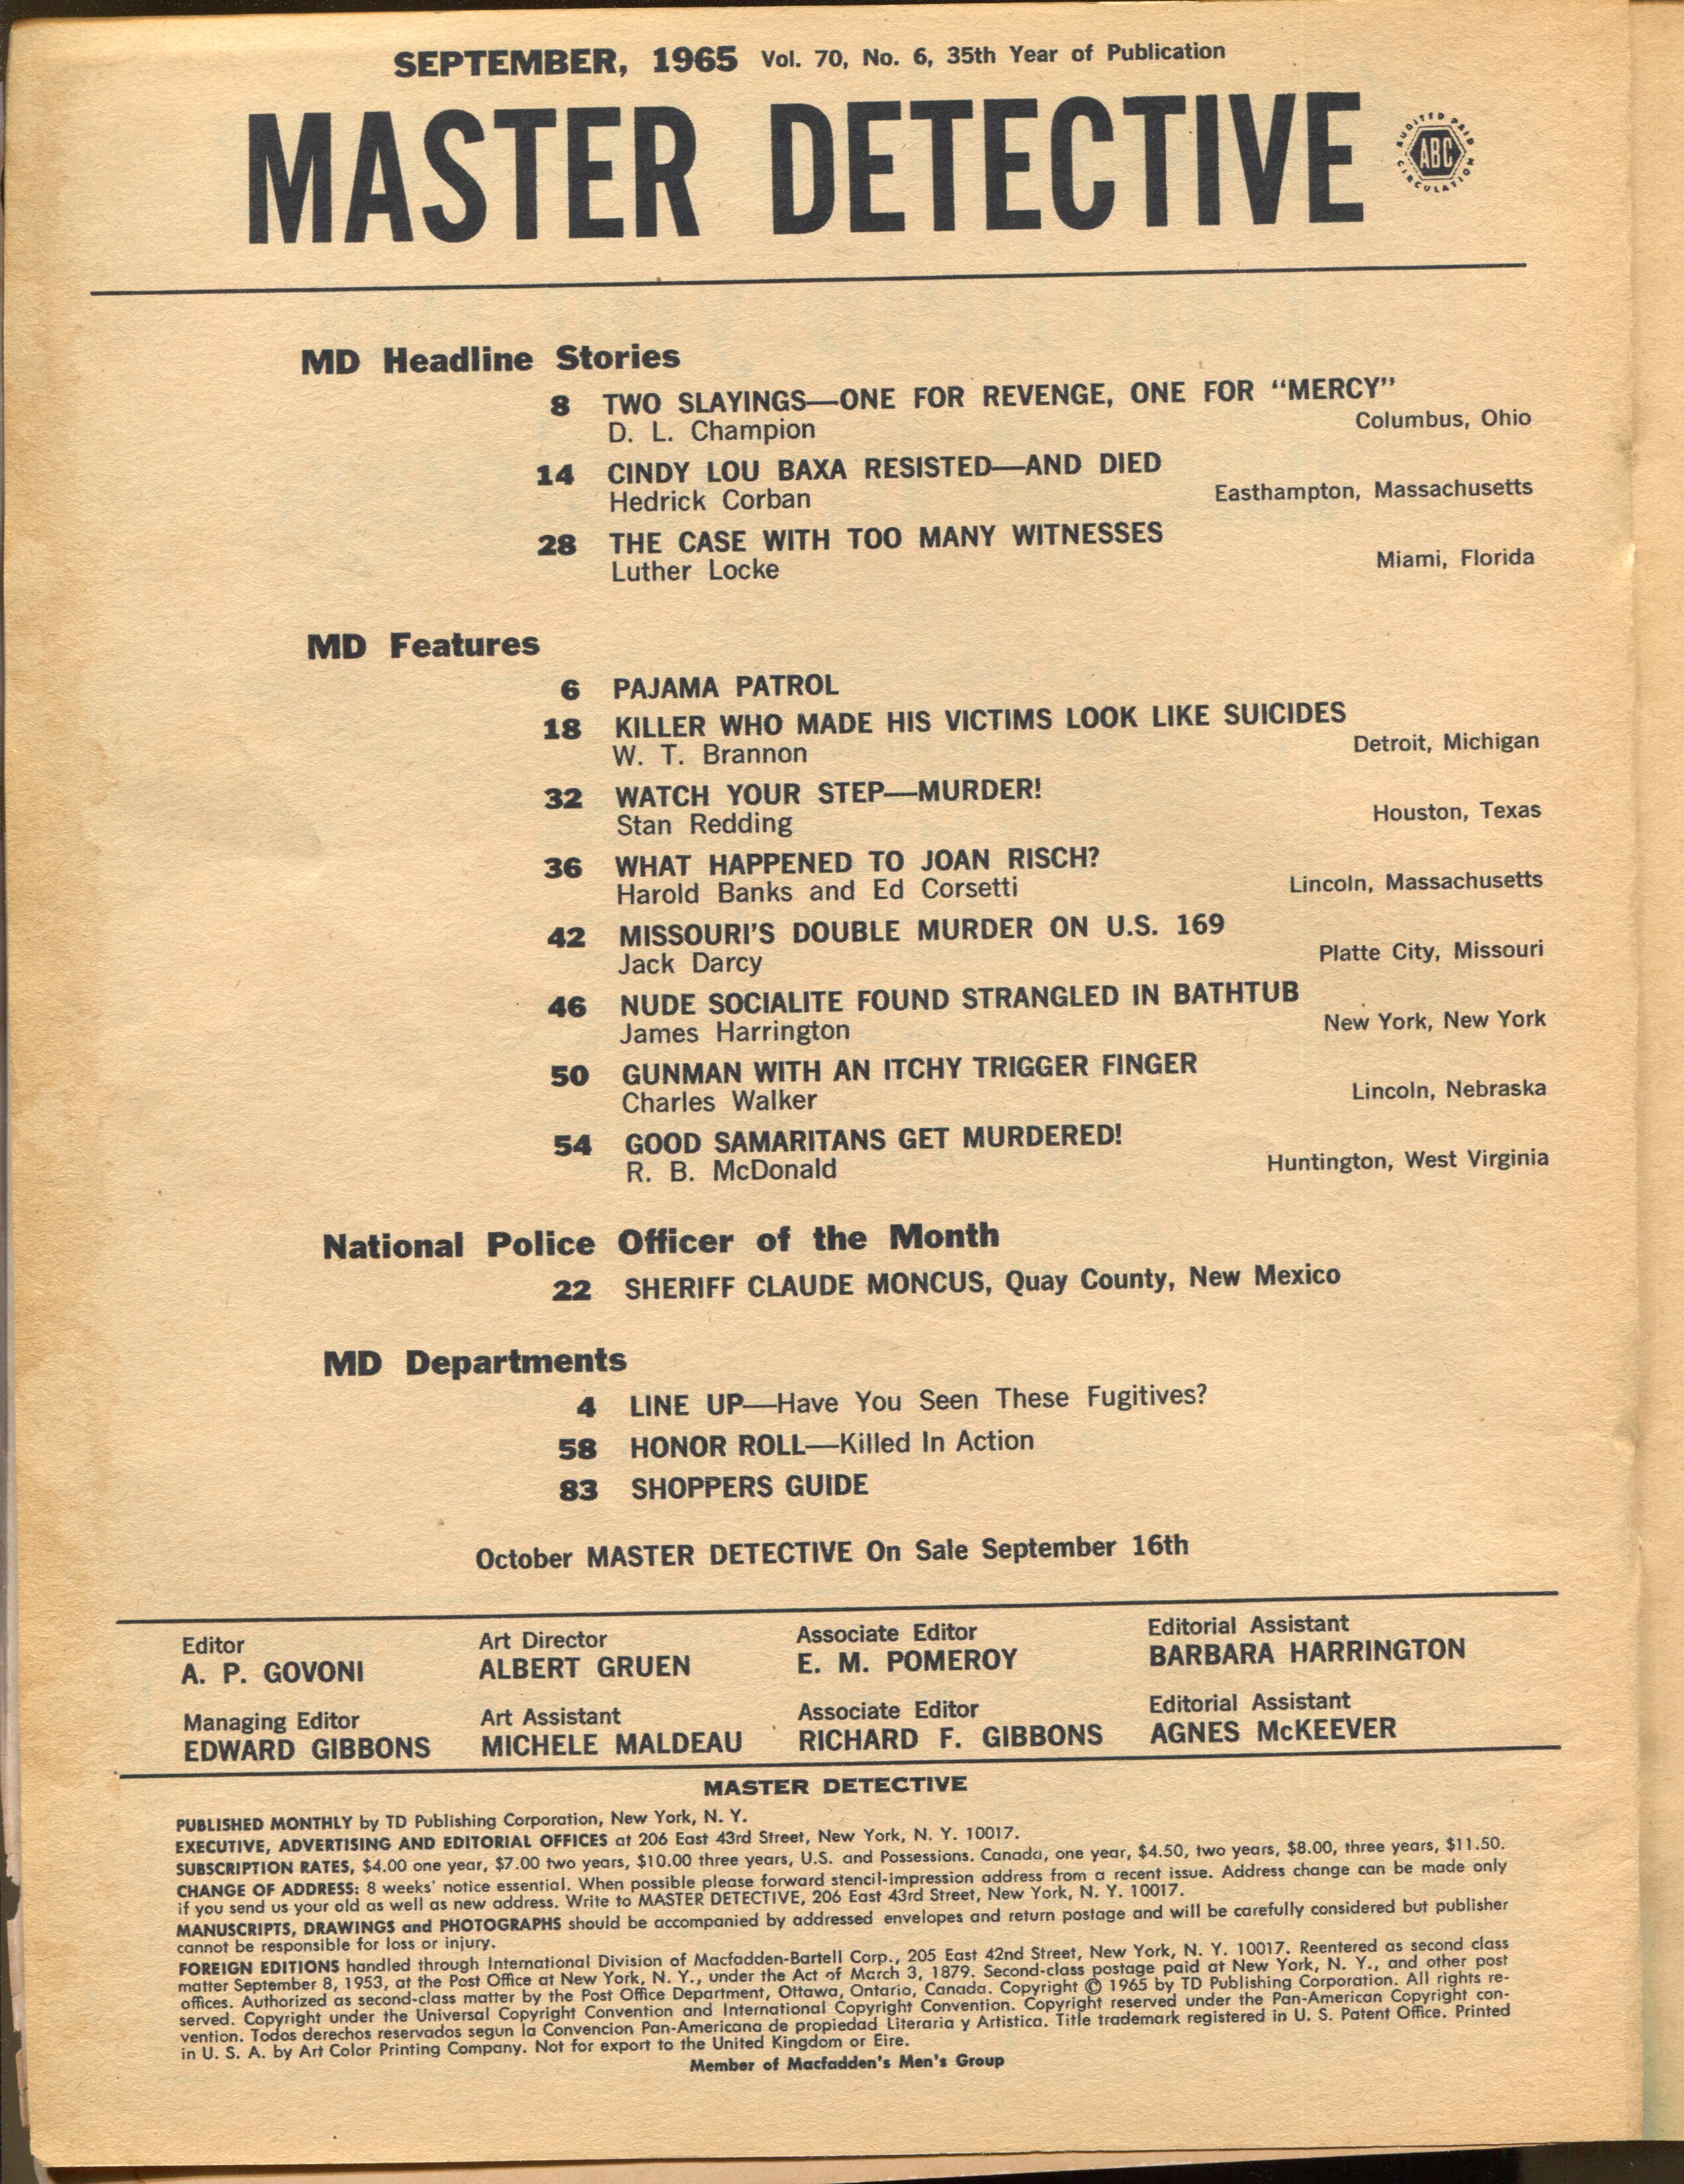 SEPTEMBER, 1965 Vol. 70, No. 6, 35th Year of Publication
MASTER DETECTIVE
AUDITED PAID CIRCULATION
ABC
MD Headline Stories
8 TWO SLAYINGS—ONE FOR REVENGE, ONE FOR “MERCY”
D. L. Champion Columbus, Ohio
14 CINDY LOU BAXA RESISTED—AND DIED
Hedrick Corban Easthampton, Massachusetts
28 THE CASE WITH TOO MANY WITNESSES
Luther Locke Miami, Florida
MD Features
6 PAJAMA PATROL
18 KILLER WHO MADE HIS VICTIMS LOOK LIKE SUICIDES
W. T. Brannon Detroit, Michigan
32 WATCH YOUR STEP—MURDER!
Stan Redding Houston, Texas
36 WHAT HAPPENED TO JOAN RISCH?
Harold Banks and Ed Corsetti Lincoln, Massachusetts
42 MISSOURI'S DOUBLE MURDER ON U.S. 169
Jack Darcy Platte City, Missouri
46 NUDE SOCIALITE FOUND STRANGLED IN BATHTUB
James Harrington New York, New York
50 GUNMAN WITH AN ITCHY TRIGGER FINGER
Charles Walker Lincoln, Nebraska
54 GOOD SAMARITANS GET MURDERED!
R. B. McDonald Huntington, West Virginia
National Police Officer of the Month
22 SHERIFF CLAUDE MONCUS, Quay County, New Mexico
MD Departments
4 LINE UP—Have You Seen These Fugitives?
58 HONOR ROLL—Killed In Action
83 SHOPPERS GUIDE
October MASTER DETECTIVE On Sale September 16th
Editor Art Director Associate Editor Editorial Assistant
A. P. GOVONI ALBERT GRUEN E. M. POMEROY BARBARA HARRINGTON
Managing Editor Art Assistant Associate Editor Editorial Assistant
EDWARD GIBBONS MICHELE MALDEAU RICHARD F. GIBBONS AGNES McKEEVER
MASTER DETECTIVE
PUBLISHED MONTHLY by TD Publishing Corporation, New York, N. Y.
EXECUTIVE, ADVERTISING AND EDITORIAL OFFICES at 206 East 43rd Street, New York, N. Y. 10017.
SUBSCRIPTION RATES, $4.00 one year, $7.00 two years, $10.00 three years, U.S. and Possessions. Canada, one year, $4.50, two years, $8.00, three years, $11.50.
CHANGE OF ADDRESS: 8 weeks' notice essential. When possible please forward stencil-impression address from a recent issue. Address change can be made only
if you send us your old as well as new address. Write to MASTER DETECTIVE, 206 East 43rd Street, New York, N. Y. 10017.
MANUSCRIPTS, DRAWINGS and PHOTOGRAPHS should be accompanied by addressed envelopes and return postage and will be carefully considered but publisher
cannot be responsible for loss or injury.
FOREIGN EDITIONS handled through International Division of Macfadden-Bartell Corp., 205 East 42nd Street, New York, N. Y. 10017. Reentered as second class
matter September 8, 1953, at the Post Office at New York, N. Y., under the Act of March 3, 1879. Second-class postage paid at New York, N. Y., and other post
offices. Authorized as second-class matter by the Post Office Department, Ottawa, Ontario, Canada. Copyright © 1965 by TD Publishing Corporation. All rights re-
served. Copyright under the Universal Copyright Convention and International Copyright Convention. Copyright reserved under the Pan-American Copyright con-
vention. Todos derechos reservados segun la Convencion Pan-Americana de propiedad Literaria y Artistica. Title trademark registered in U. S. Patent Office. Printed
in U. S. A. by Art Color Printing Company. Not for export to the United Kingdom or Eire.
Member of Macfadden's Men's Group